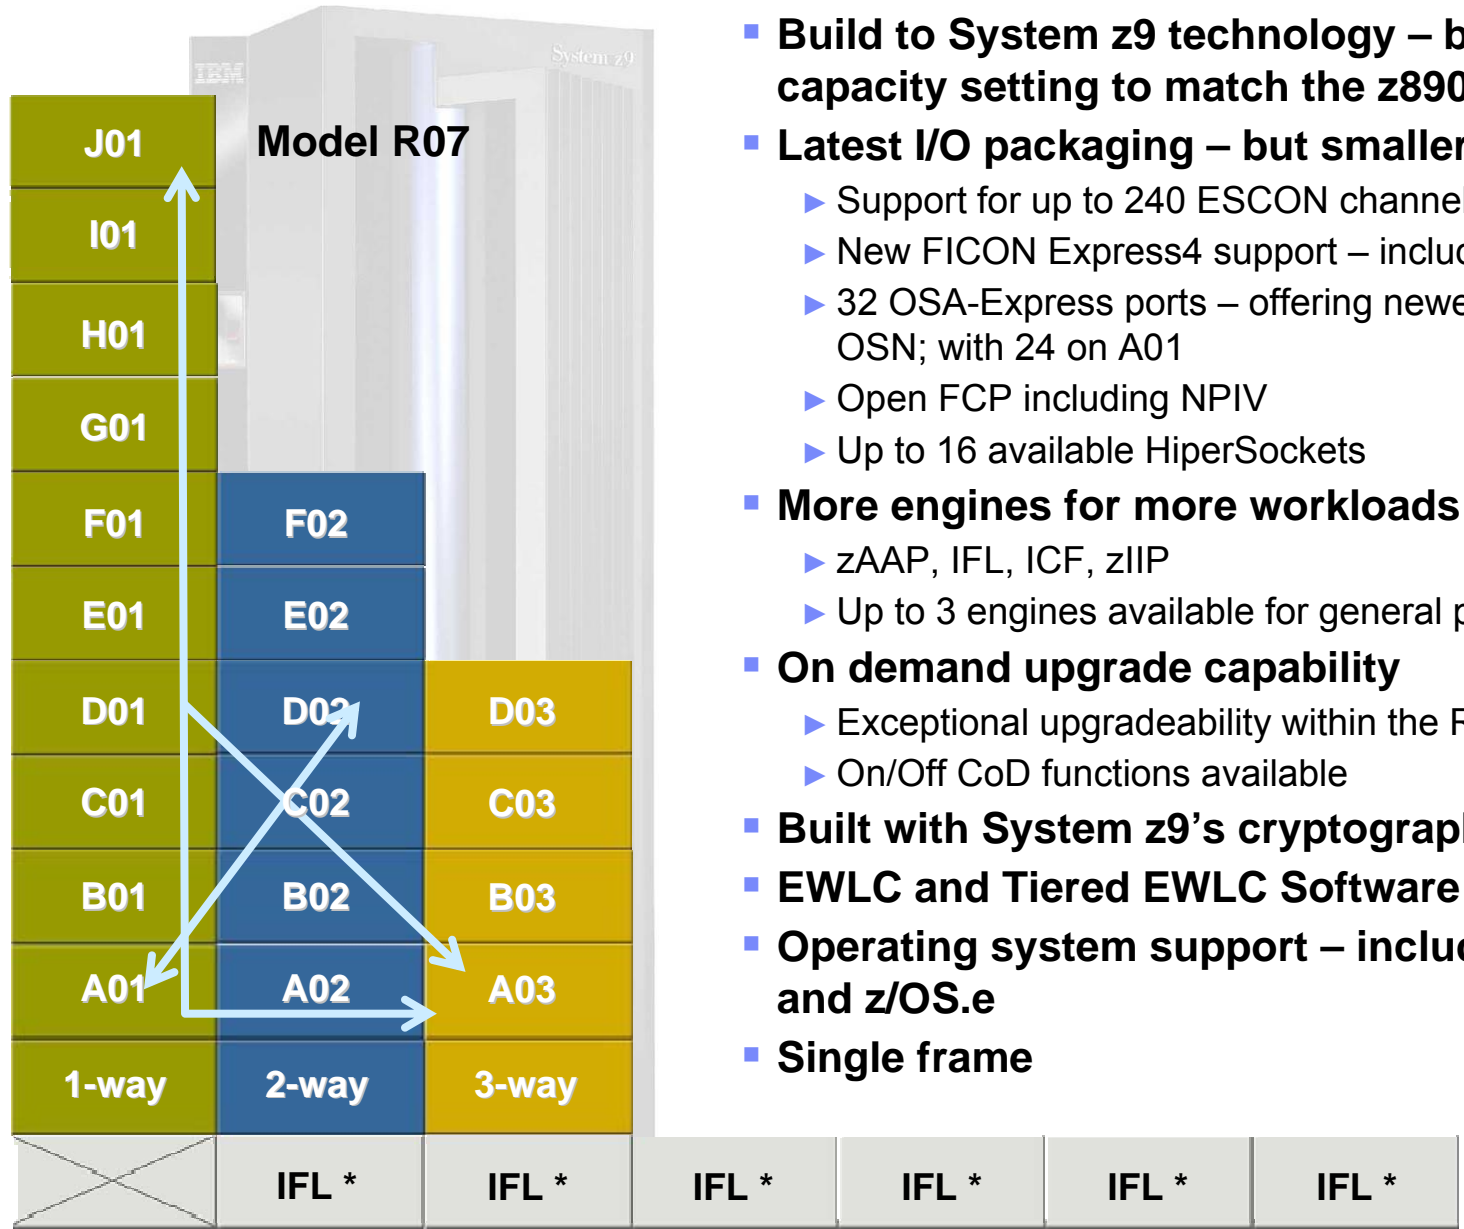 IBM
System z9
Model R07
J01
I01
H01
G01
F01 F02
E01 E02
D01 D02 D03
C01 C02 C03
B01 B02 B03
A01 A02 A03
1-way 2-way 3-way
IFL * IFL * IFL * IFL * IFL * IFL *
Build to System z9 technology –
capacity setting to match the z890
Latest I/O packaging – but smaller
Support for up to 240 ESCON
New FICON Express4 support –
32 OSA-Express ports – offering
OSN; with 24 on A01
Open FCP including NPIV
Up to 16 available HiperSockets
More engines for more workloads
zAAP, IFL, ICF, zIIP
Up to 3 engines available for general
On demand upgrade capability
Exceptional upgradeability within the
On/Off CoD functions available
Built with System z9's
EWLC and Tiered EWLC Software
Operating system support –
and z/OS.e
Single frame